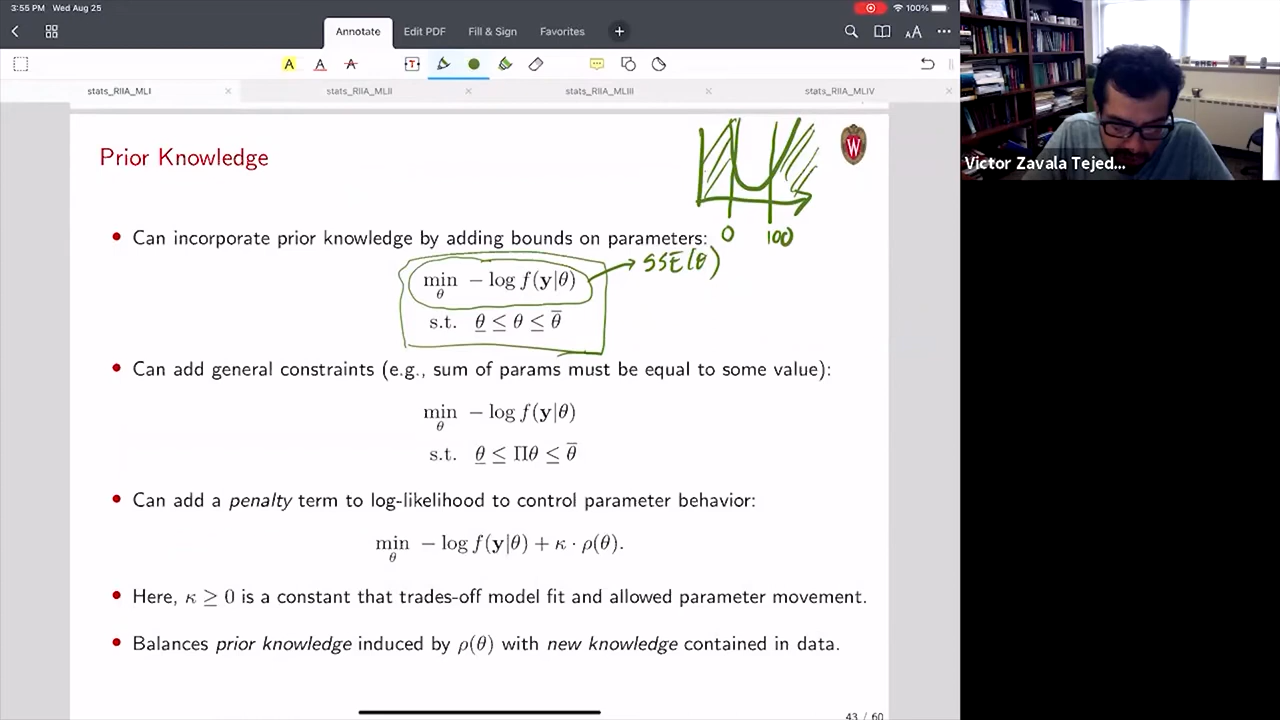 3:55 PM Wed Aug 25
100%
Annotate Edit PDF Fill & Sign Favorites
A A T AA
stats_RIIA_MLI stats_RIIA_MLII stats_RIIA_MLIII stats_RIIA_MLIV
Victor Zavala Tejed...
W
Prior Knowledge
• Can incorporate prior knowledge by adding bounds on parameters:
0 100
min θ − log f(y|θ)
SSE(θ)
s.t. θ̲ ≤ θ ≤ θ̅
• Can add general constraints (e.g., sum of params must be equal to some value):
min θ − log f(y|θ)
s.t. θ̲ ≤ Πθ ≤ θ̅
• Can add a penalty term to log-likelihood to control parameter behavior:
min θ − log f(y|θ) + κ · ρ(θ).
• Here, κ ≥ 0 is a constant that trades-off model fit and allowed parameter movement.
• Balances prior knowledge induced by ρ(θ) with new knowledge contained in data.
43 / 60